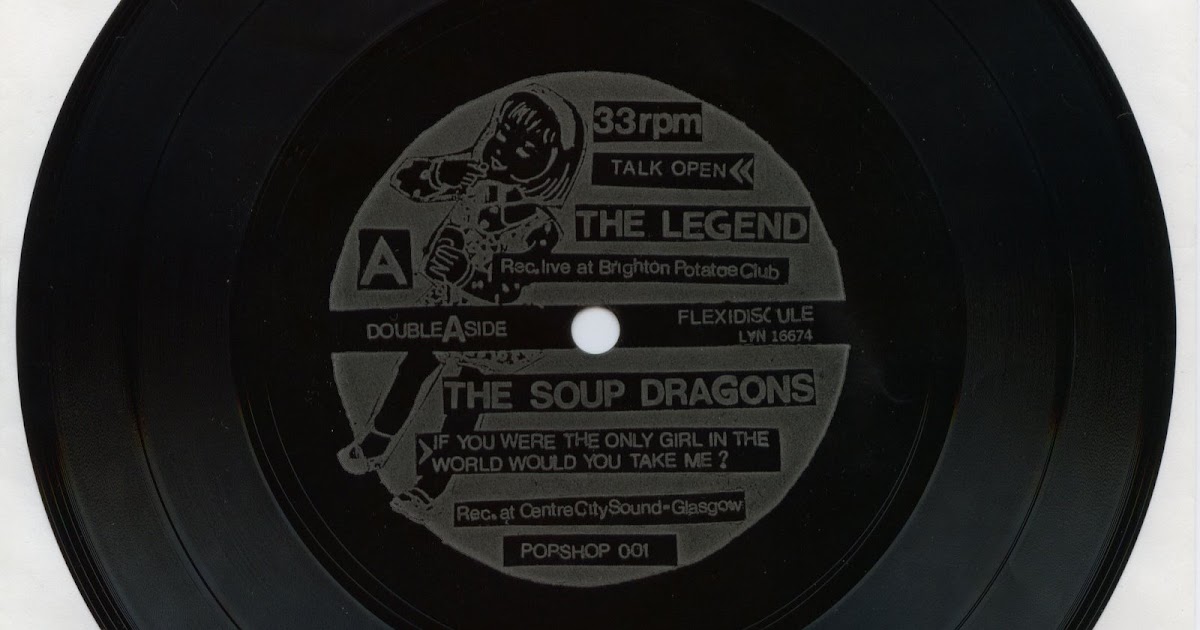 33rpm
TALK OPEN
THE LEGEND
A
Rec. live at Brighton Potatoe Club
DOUBLE A SIDE
FLEXIDISC ULE
LYN 16674
THE SOUP DRAGONS
IF YOU WERE THE ONLY GIRL IN THE
WORLD WOULD YOU TAKE ME?
Rec. at Centre City Sound-Glasgow
POPSHOP 001